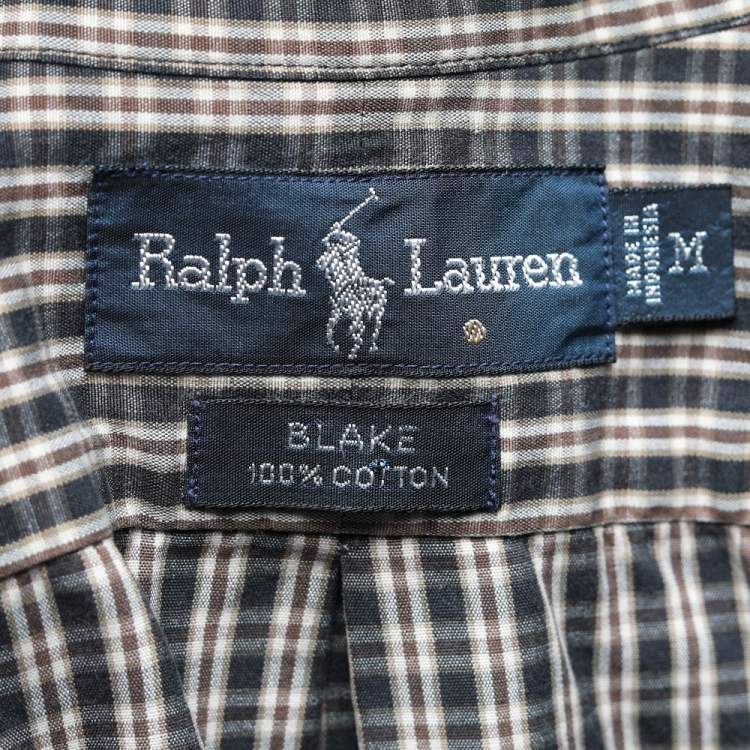 Ralph Lauren
MADE IN
INDONESIA
M
BLAKE
100% COTTON